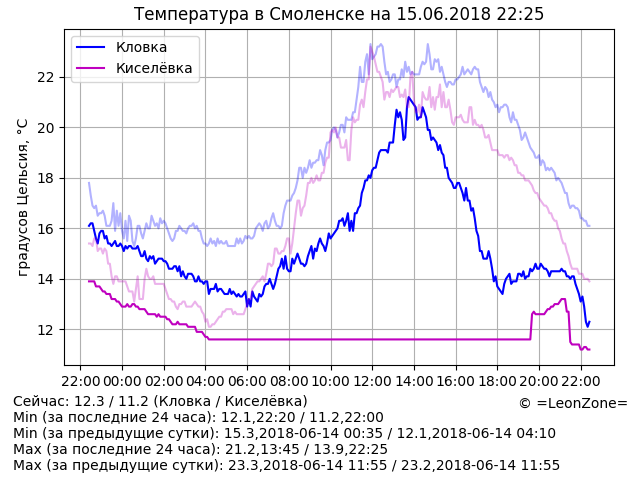 Температура в Смоленске на 15.06.2018 22:25
Кловка
Киселёвка
градусов Цельсия, °C
22
20
18
16
14
12
22:00 00:00 02:00 04:00 06:00 08:00 10:00 12:00 14:00 16:00 18:00 20:00 22:00
Сейчас: 12.3 / 11.2 (Кловка / Киселёвка)
© =LeonZone=
Min (за последние 24 часа): 12.1,22:20 / 11.2,22:00
Min (за предыдущие сутки): 15.3,2018-06-14 00:35 / 12.1,2018-06-14 04:10
Max (за последние 24 часа): 21.2,13:45 / 13.9,22:25
Max (за предыдущие сутки): 23.3,2018-06-14 11:55 / 23.2,2018-06-14 11:55